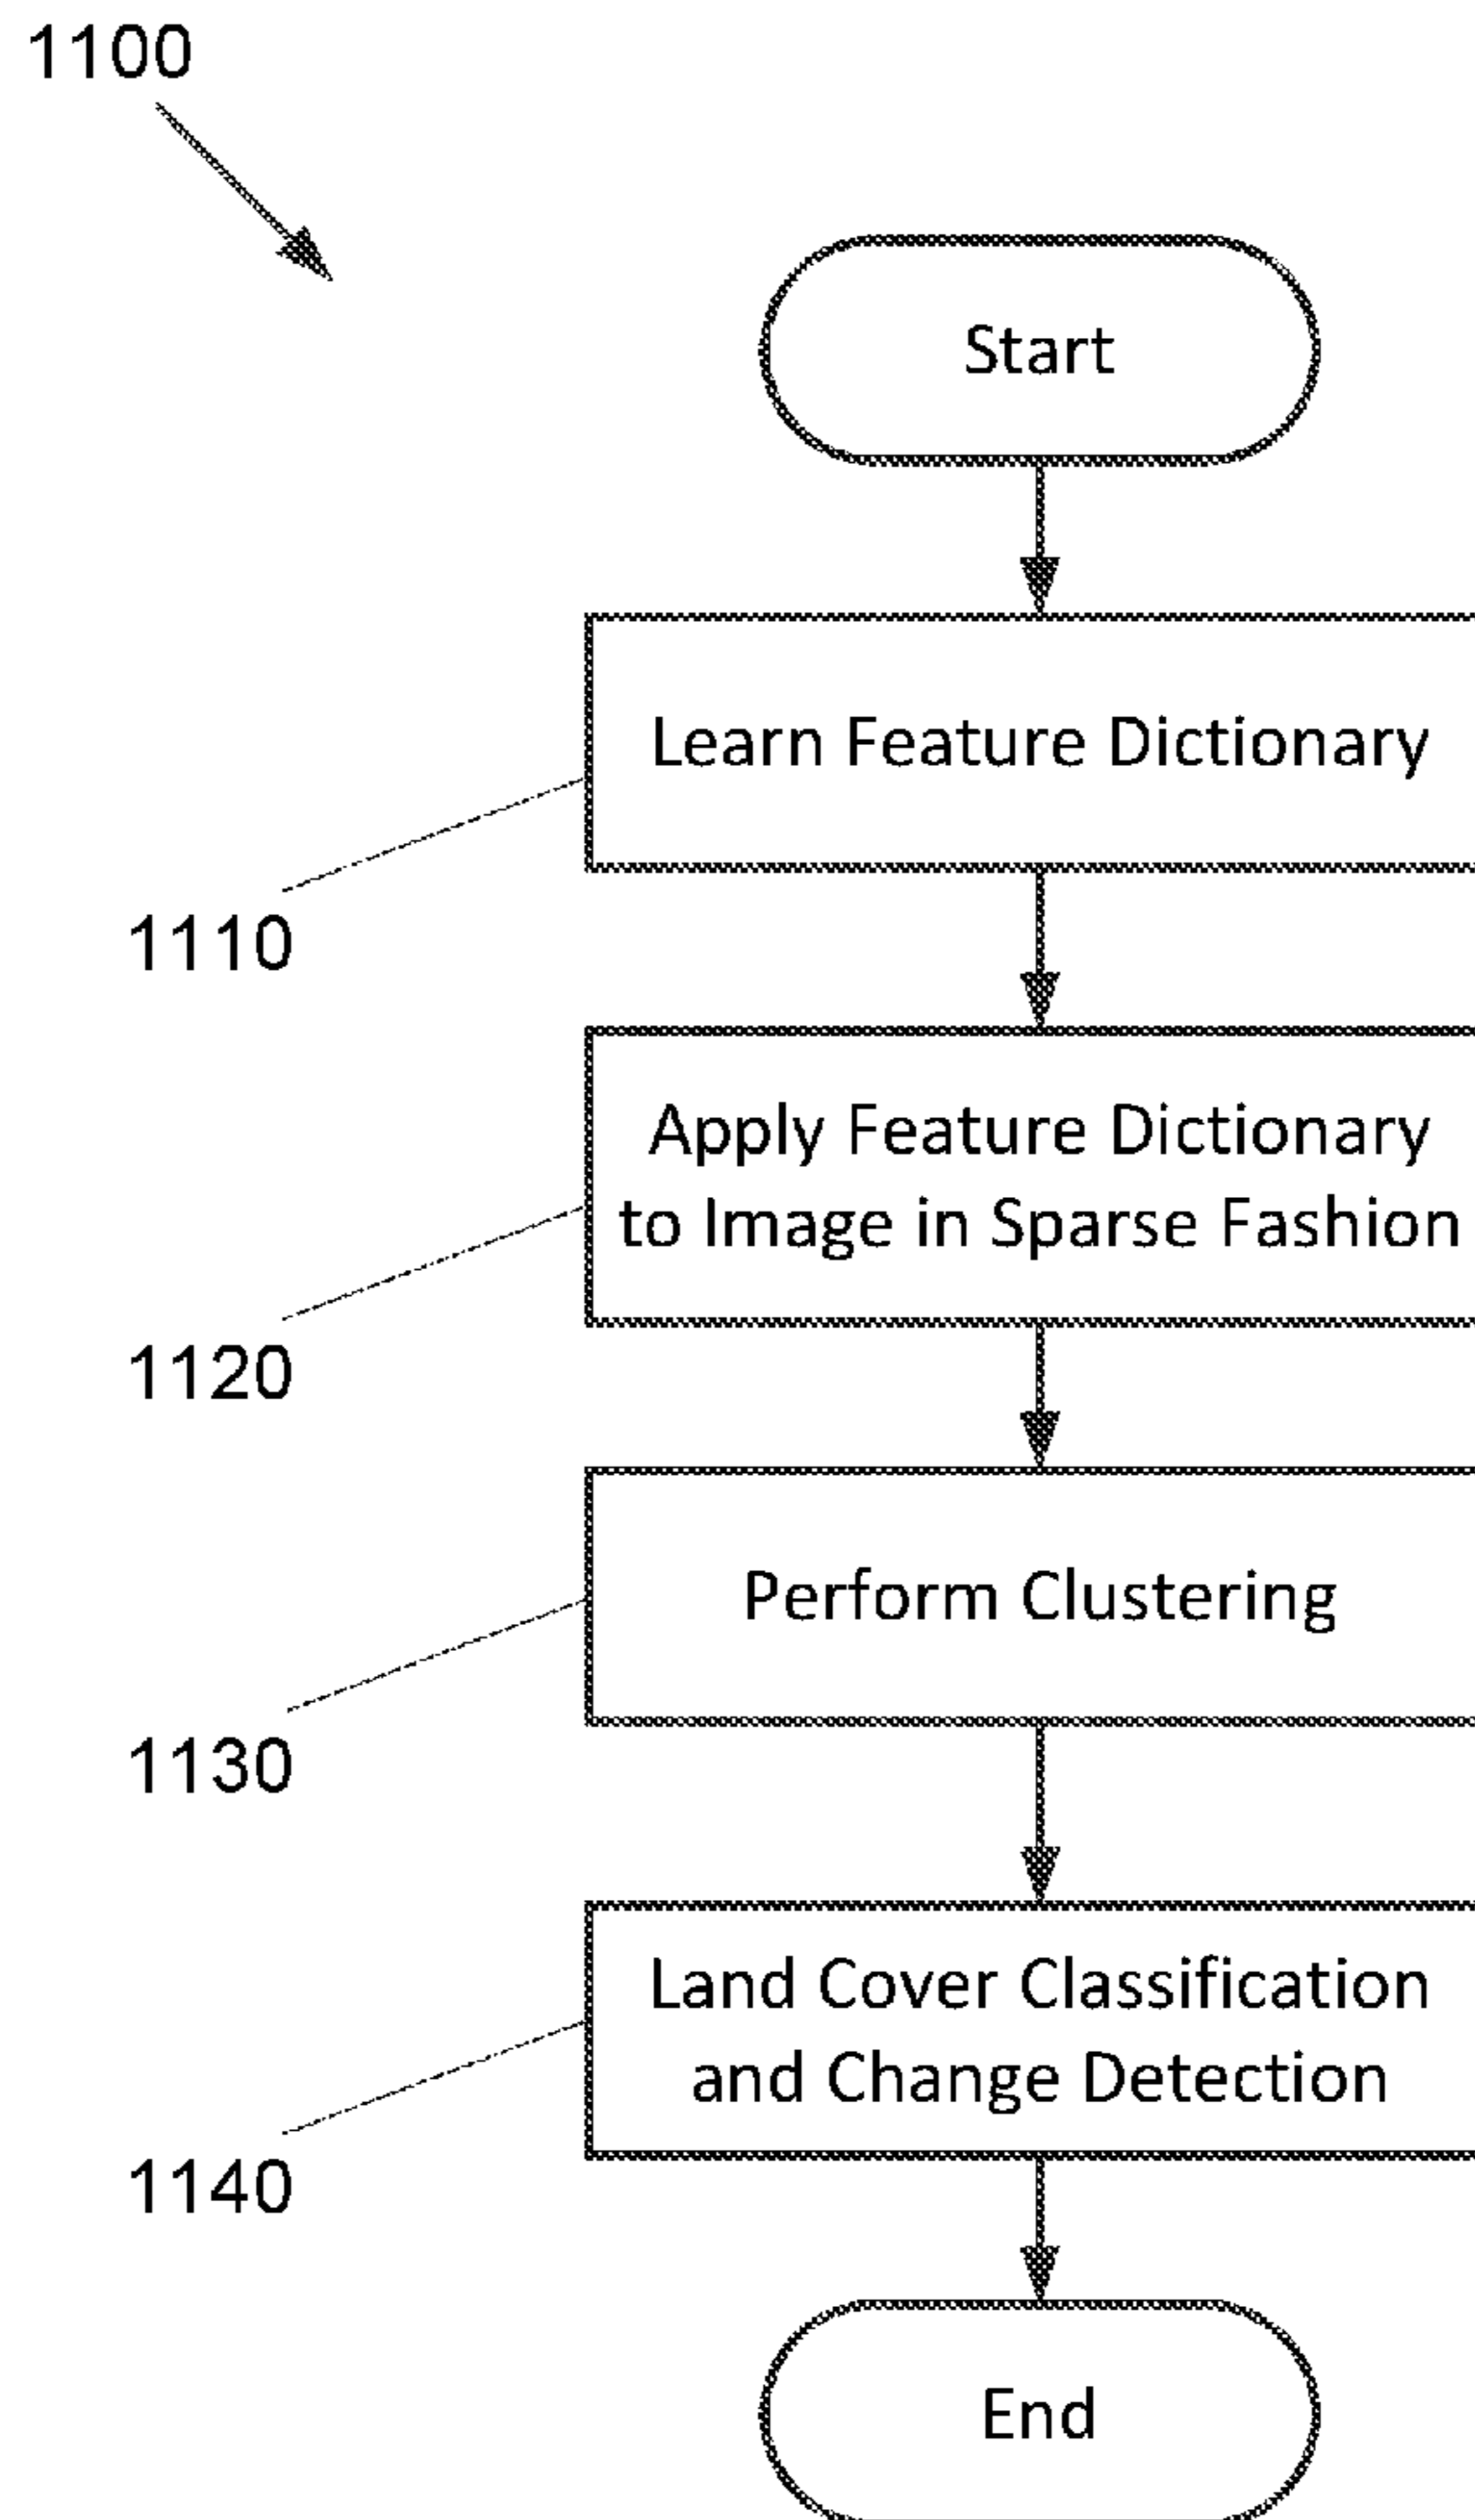 1100
Start
Learn Feature Dictionary
1110
Apply Feature Dictionary
to Image in Sparse Fashion
1120
Perform Clustering
1130
Land Cover Classification
and Change Detection
1140
End